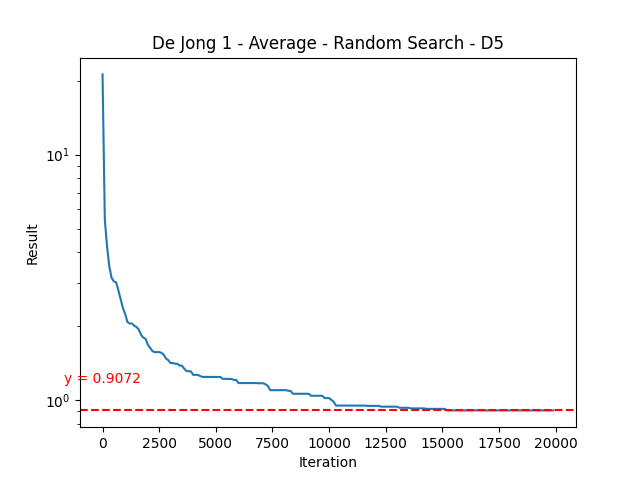 De Jong 1 - Average - Random Search - D5
Result
10¹
10⁰
y = 0.9072
0 2500 5000 7500 10000 12500 15000 17500 20000
Iteration